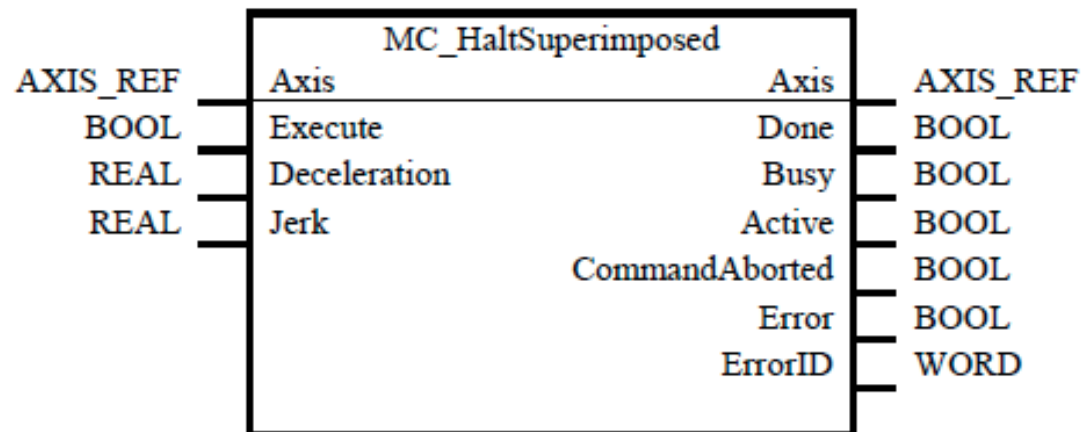 MC_HaltSuperimposed
AXIS_REF Axis Axis AXIS_REF
BOOL Execute Done BOOL
REAL Deceleration Busy BOOL
REAL Jerk Active BOOL
CommandAborted BOOL
Error BOOL
ErrorID WORD